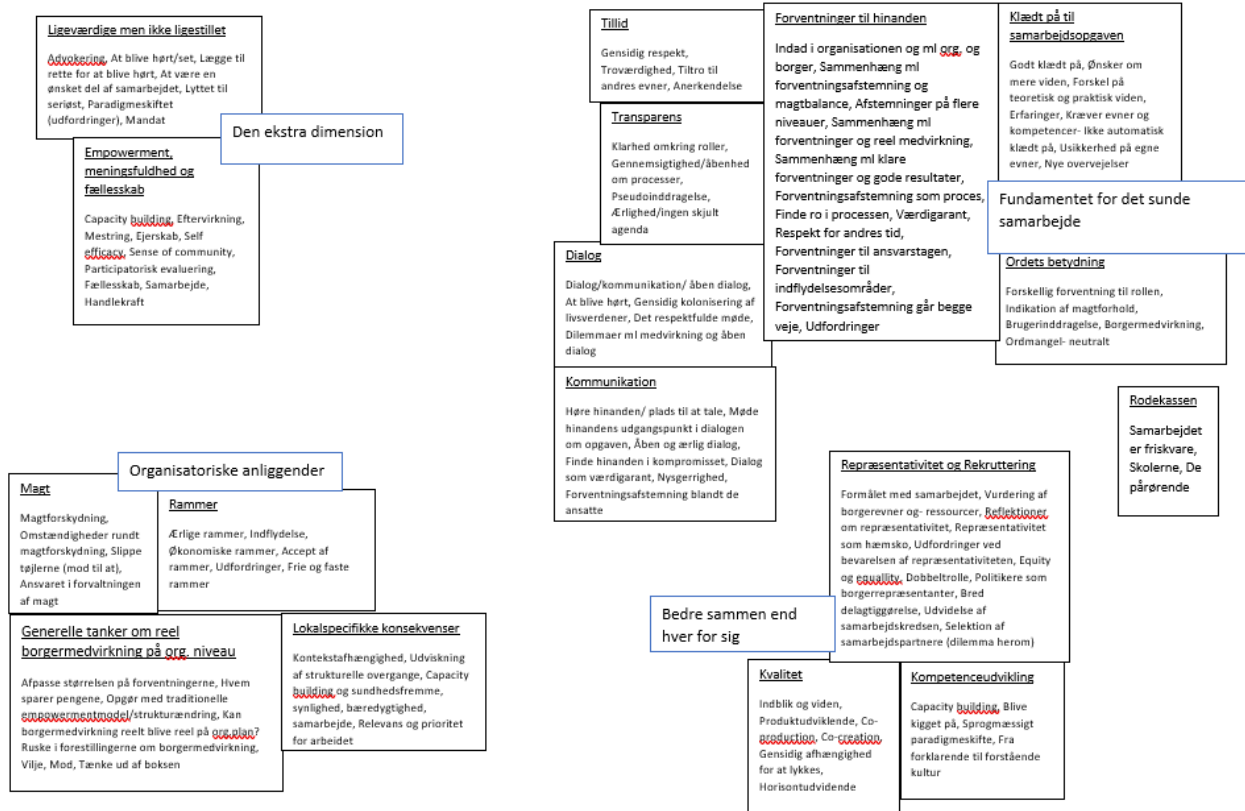 Ligeværdige men ikke ligestillet
Advokering, At blive hørt/set, Lægge til
rette for at blive hørt, At være en
ønsket del af samarbejdet, Lyttet til
seriøst, Paradigmeskiftet
(udfordringer), Mandat
Den ekstra dimension
Empowerment,
meningsfuldhed og
fællesskab
Capacity building, Eftervirkning,
Mestring, Ejerskab, Self
efficacy, Sense of community,
Participatorisk evaluering,
Fællesskab, Samarbejde,
Handlekraft
Tillid
Gensidig respekt,
Troværdighed, Tiltro til
andres evner, Anerkendelse
Transparens
Klarhed omkring roller,
Gennemsigtighed/åbenhed
om processer,
Pseudoinddragelse,
Ærlighed/ingen skjult
agenda
Dialog
Dialog/kommunikation/ åben dialog,
At blive hørt, Gensidig kolonisering af
livsverdener, Det respektfulde møde,
Dilemmaer ml medvirkning og åben
dialog
Kommunikation
Høre hinanden/ plads til at tale, Møde
hinandens udgangspunkt i dialogen
om opgaven, Åben og ærlig dialog,
Finde hinanden i kompromisset, Dialog
som værdigarant, Nysgerrighed,
Forventningsafstemning blandt de
ansatte
Forventninger til hinanden
Indad i organisationen og ml org, og
borger, Sammenhæng ml
forventningsafstemning og
magtbalance, Afstemninger på flere
niveauer, Sammenhæng ml
forventninger og reel medvirkning,
Sammenhæng ml klare
forventninger og gode resultater,
Forventningsafstemning som proces,
Finde ro i processen, Værdigarant,
Respekt for andres tid,
Forventninger til ansvarstagen,
Forventninger til
indflydelsesområder,
Forventningsafstemning går begge
veje, Udfordringer
Klædt på til
samarbejdsopgaven
Godt klædt på, Ønsker om
mere viden, Forskel på
teoretisk og praktisk viden,
Erfaringer, Kræver evner og
kompetencer- Ikke automatisk
klædt på, Usikkerhed på egne
evner, Nye overvejelser
Fundamentet for det sunde
samarbejde
Ordets betydning
Forskellig forventning til rollen,
Indikation af magtforhold,
Brugerinddragelse, Borgermedvirkning,
Ordmangel- neutralt
Rodekassen
Samarbejdet
er friskvare,
Skolerne, De
pårørende
Organisatoriske anliggender
Magt
Magtforskydning,
Omstændigheder rundt
magtforskydning, Slippe
tøjlerne (mod til at),
Ansvaret i forvaltningen
af magt
Rammer
Ærlige rammer, Indflydelse,
Økonomiske rammer, Accept af
rammer, Udfordringer, Frie og faste
rammer
Generelle tanker om reel
borgermedvirkning på org. niveau
Afpasse størrelsen på forventningerne, Hvem
sparer pengene, Opgør med traditionelle
empowermentmodel/strukturændring, Kan
borgermedvirkning reelt blive reel på org.plan?
Ruske i forestillingerne om borgermedvirkning,
Vilje, Mod, Tænke ud af boksen
Lokalspecifikke konsekvenser
Kontekstafhængighed, Udviskning
af strukturelle overgange, Capacity
building og sundhedsfremme,
synlighed, bæredygtighed,
samarbejde, Relevans og prioritet
for arbejdet
Repræsentativitet og Rekruttering
Formålet med samarbejdet, Vurdering af
borgerevner og- ressourcer, Reflektioner
om repræsentativitet, Repræsentativitet
som hæmsko, Udfordringer ved
bevarelsen af repræsentativiteten, Equity
og equallity, Dobbeltrolle, Politikere som
borgerrepræsentanter, Bred
delagtiggørelse, Udvidelse af
samarbejdskredsen, Selektion af
samarbejdspartnere (dilemma herom)
Bedre sammen end
hver for sig
Kvalitet
Indblik og viden,
Produktudviklende, Co-
production, Co-creation,
Gensidig afhængighed
for at lykkes,
Horisontudvidende
Kompetenceudvikling
Capacity building, Blive
kigget på, Sprogmæssigt
paradigmeskifte, Fra
forklarende til forstående
kultur